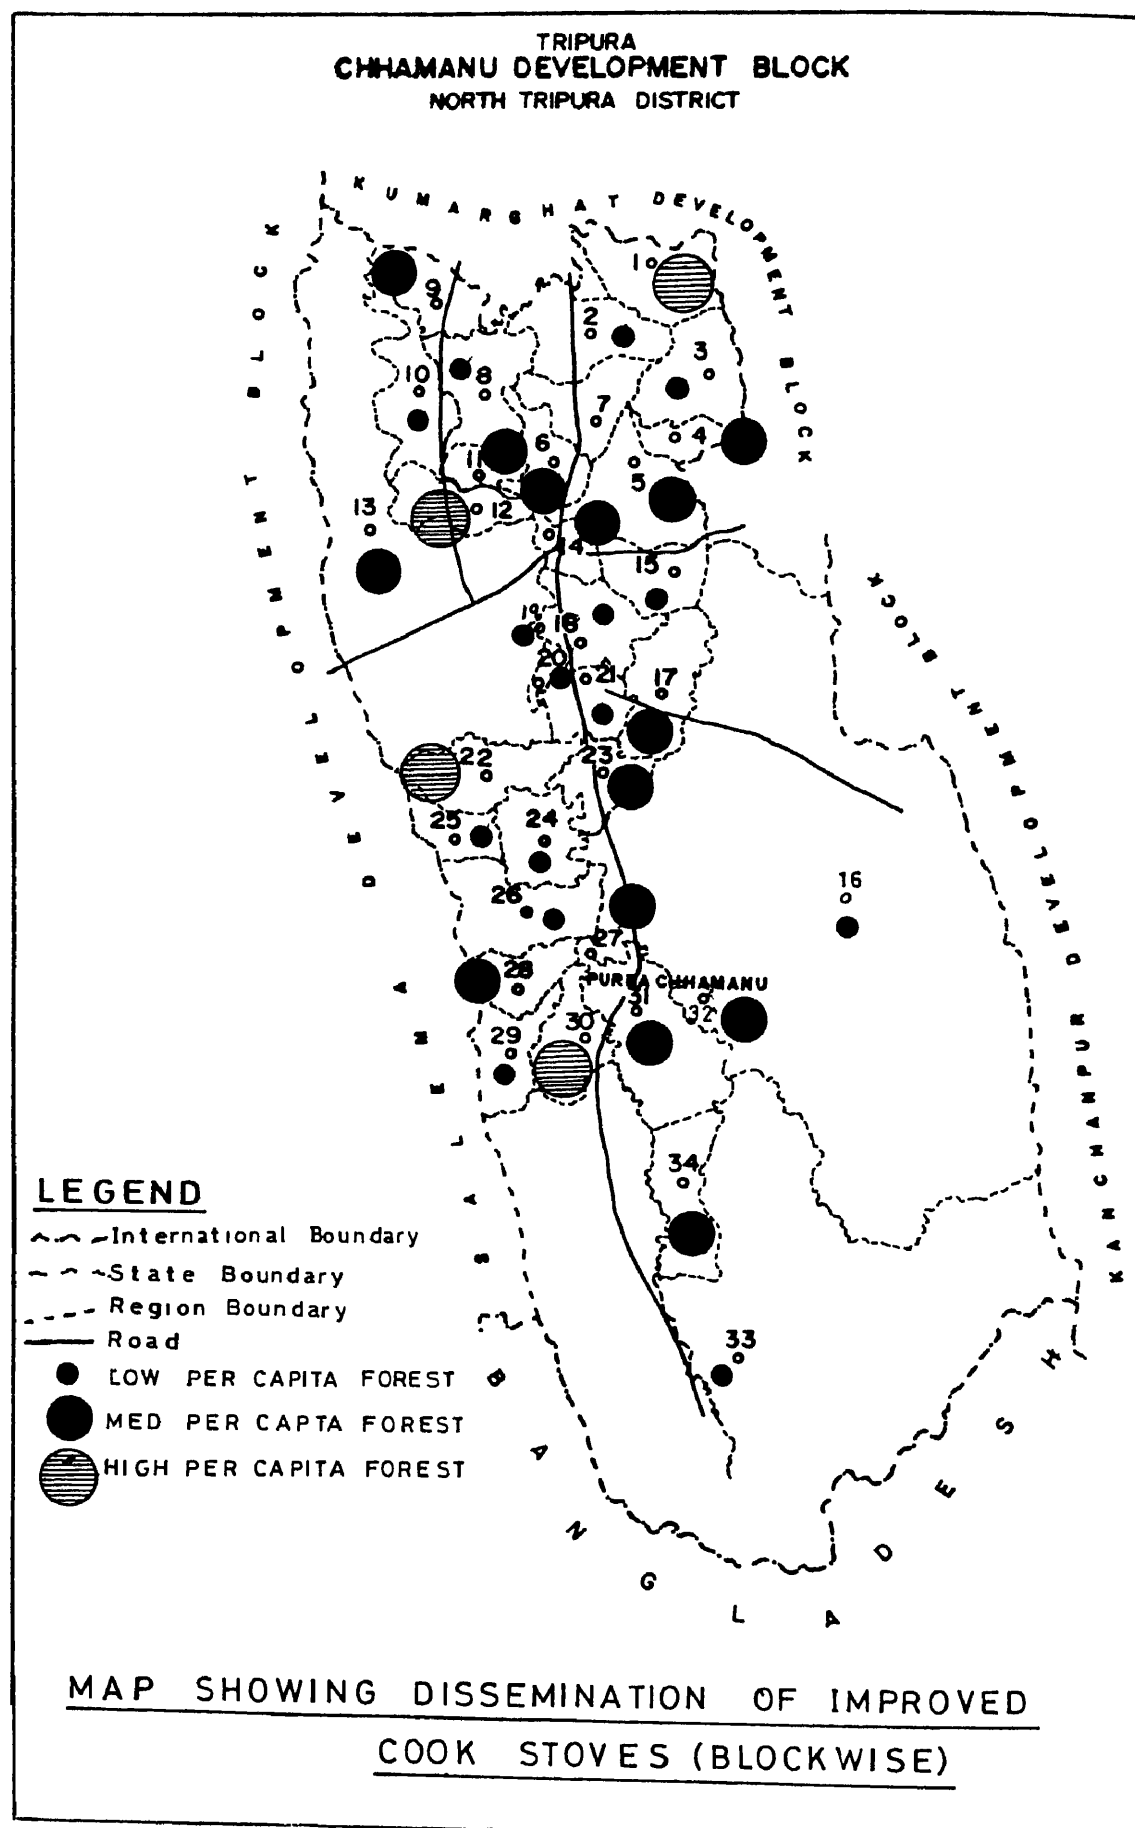 TRIPURA
CHHAMANU DEVELOPMENT BLOCK
NORTH TRIPURA DISTRICT
KUMARGHAT DEVELOPMENT BLOCK
SALEMA DEVELOPMENT BLOCK
KANCHANPUR DEVELOPMENT BLOCK
1
9
2
3
10
8
7
4
6
11
5
13
12
14
15
19
18
20
21
17
22
23
25
24
16
26
27
28
PURBA CHHAMANU
31
32
30
29
34
33
BANGLADESH
LEGEND
International Boundary
State Boundary
Region Boundary
Road
LOW PER CAPITA FOREST
MED PER CAPTA FOREST
HIGH PER CAPITA FOREST
MAP SHOWING DISSEMINATION OF IMPROVED
COOK STOVES (BLOCKWISE)